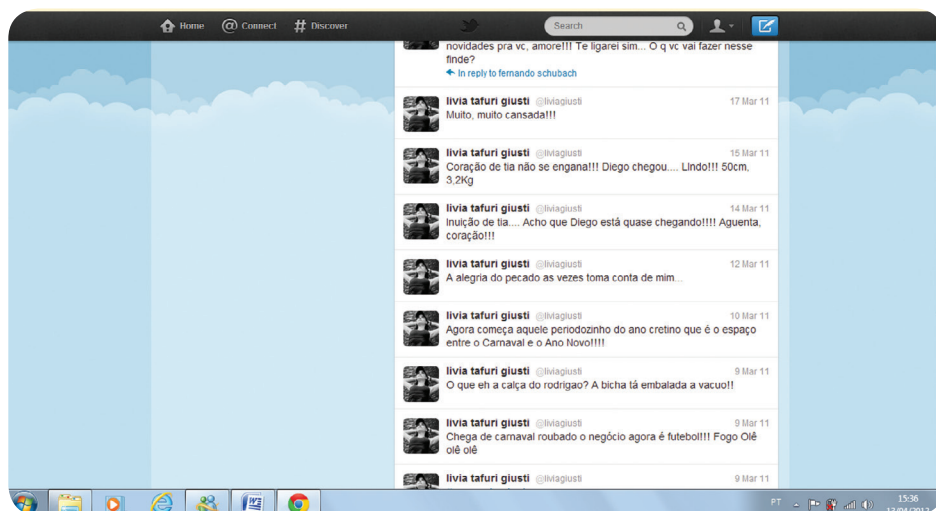 Home @ Connect # Discover Search
novidades pra vc, amore!!! Te ligarei sim... O q vc vai fazer nesse
finde?
In reply to fernando schubach
livia tafuri giusti @liviagiusti 17 Mar 11
Muito, muito cansada!!!
livia tafuri giusti @liviagiusti 15 Mar 11
Coração de tia não se engana!!! Diego chegou.... LIndo!!! 50cm,
3,2Kg
livia tafuri giusti @liviagiusti 14 Mar 11
Inuição de tia.... Acho que Diego está quase chegando!!!! Aguenta,
coração!!!
livia tafuri giusti @liviagiusti 12 Mar 11
A alegria do pecado as vezes toma conta de mim...
livia tafuri giusti @liviagiusti 10 Mar 11
Agora começa aquele periodozinho do ano cretino que é o espaço
entre o Carnaval e o Ano Novo!!!!
livia tafuri giusti @liviagiusti 9 Mar 11
O que eh a calça do rodrigao? A bicha tá embalada a vacuo!!
livia tafuri giusti @liviagiusti 9 Mar 11
Chega de carnaval roubado o negócio agora é futebol!!! Fogo Olê
olê olê
livia tafuri giusti @liviagiusti 9 Mar 11
PT 15:36